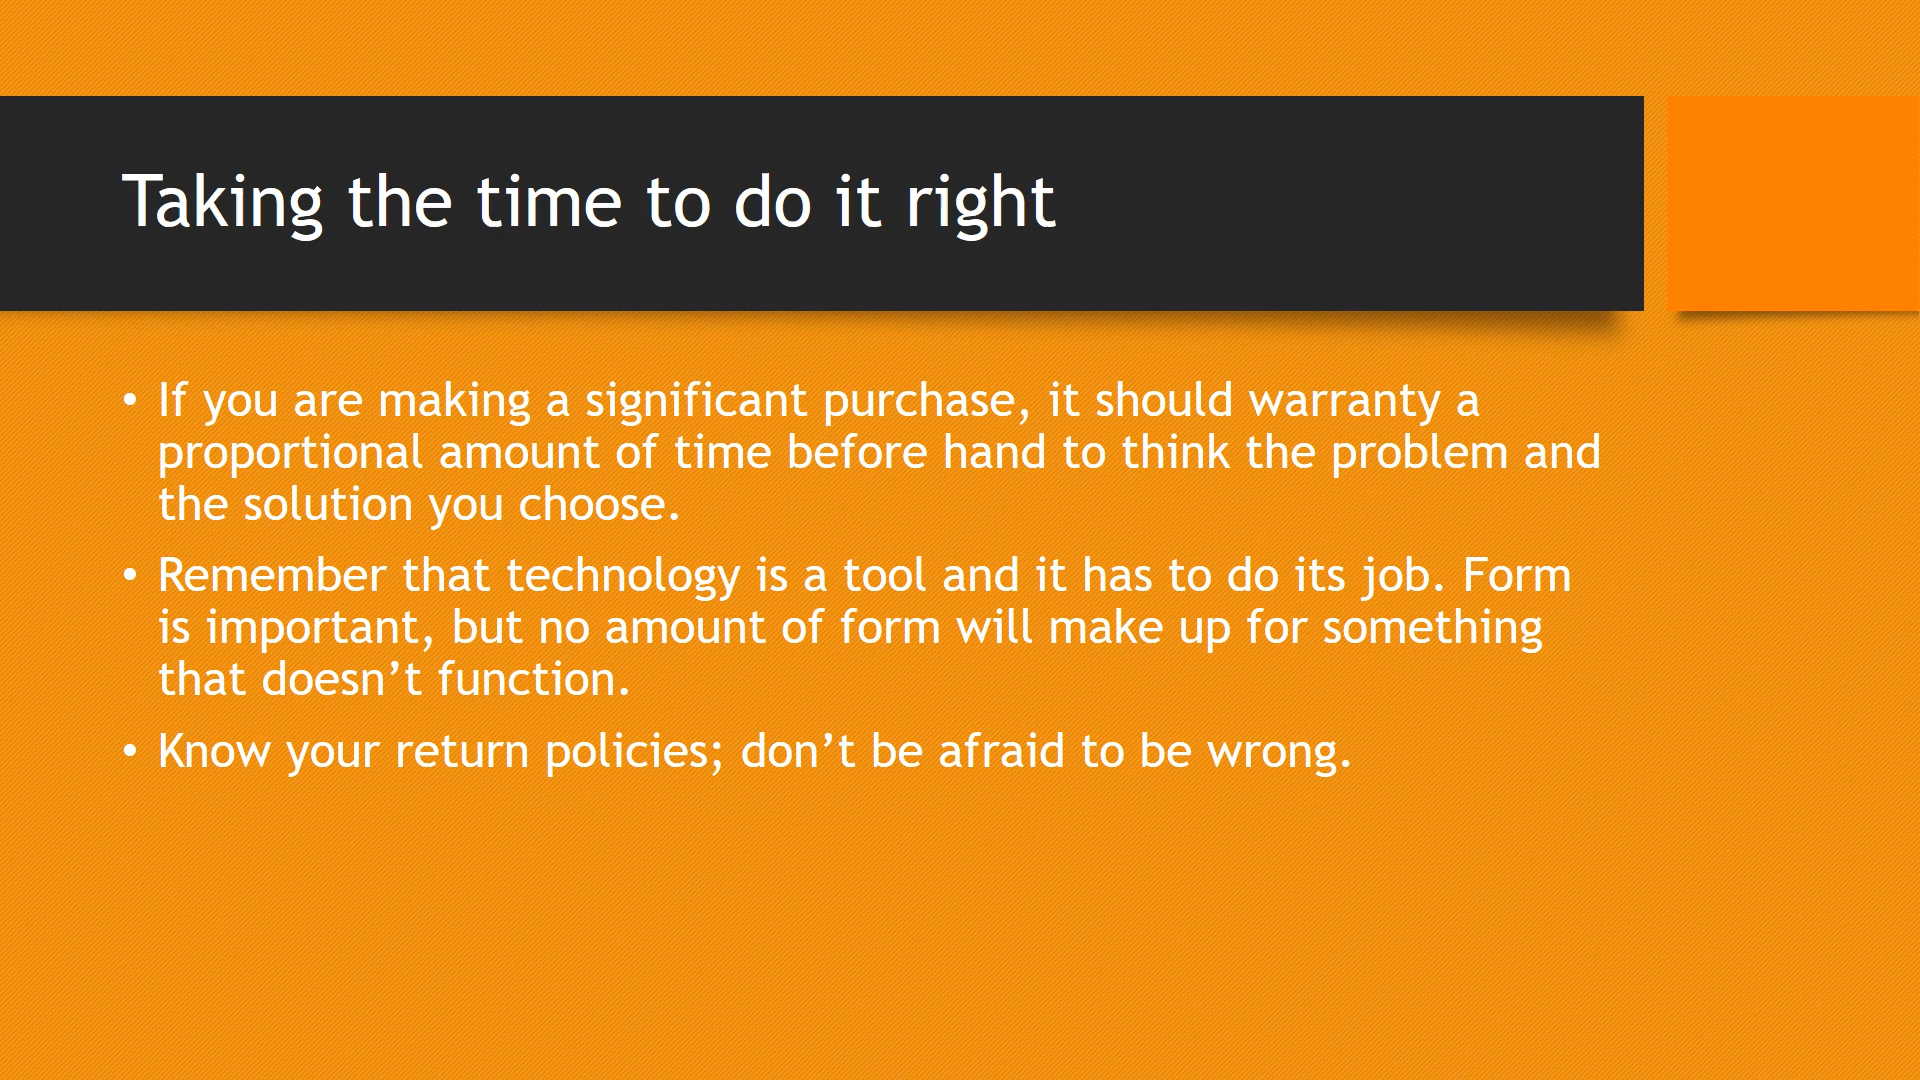 Taking the time to do it right
• If you are making a significant purchase, it should warranty a
proportional amount of time before hand to think the problem and
the solution you choose.
• Remember that technology is a tool and it has to do its job. Form
is important, but no amount of form will make up for something
that doesn’t function.
• Know your return policies; don’t be afraid to be wrong.